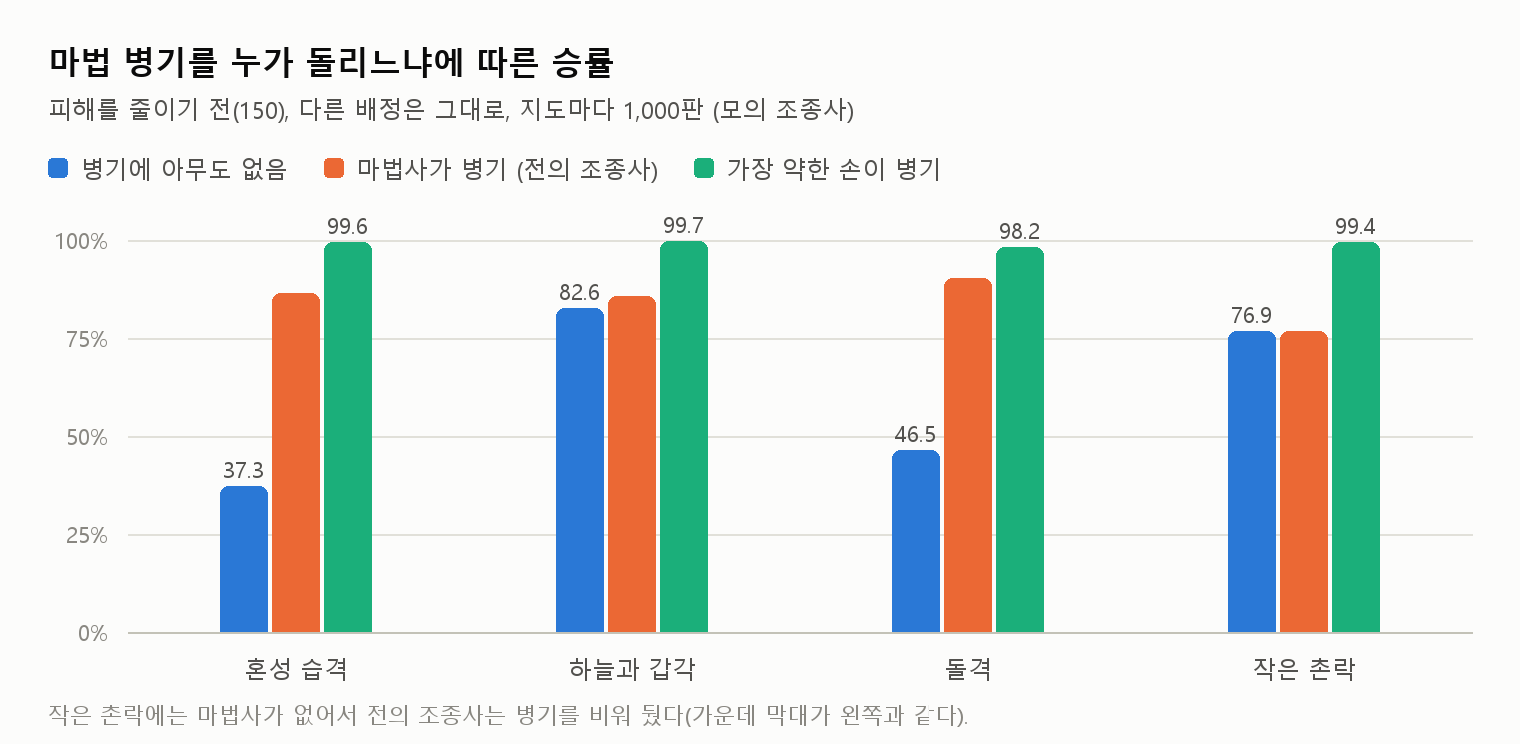 마법 병기를 누가 돌리느냐에 따른 승률
피해를 줄이기 전(150), 다른 배정은 그대로, 지도마다 1,000판 (모의 조종사)
병기에 아무도 없음 마법사가 병기 (전의 조종사) 가장 약한 손이 병기
99.6 99.7 98.2 99.4
100%
82.6
76.9
75%
46.5
50%
37.3
25%
0%
혼성 습격 하늘과 갑각 돌격 작은 촌락
작은 촌락에는 마법사가 없어서 전의 조종사는 병기를 비워 뒀다(가운데 막대가 왼쪽과 같다).